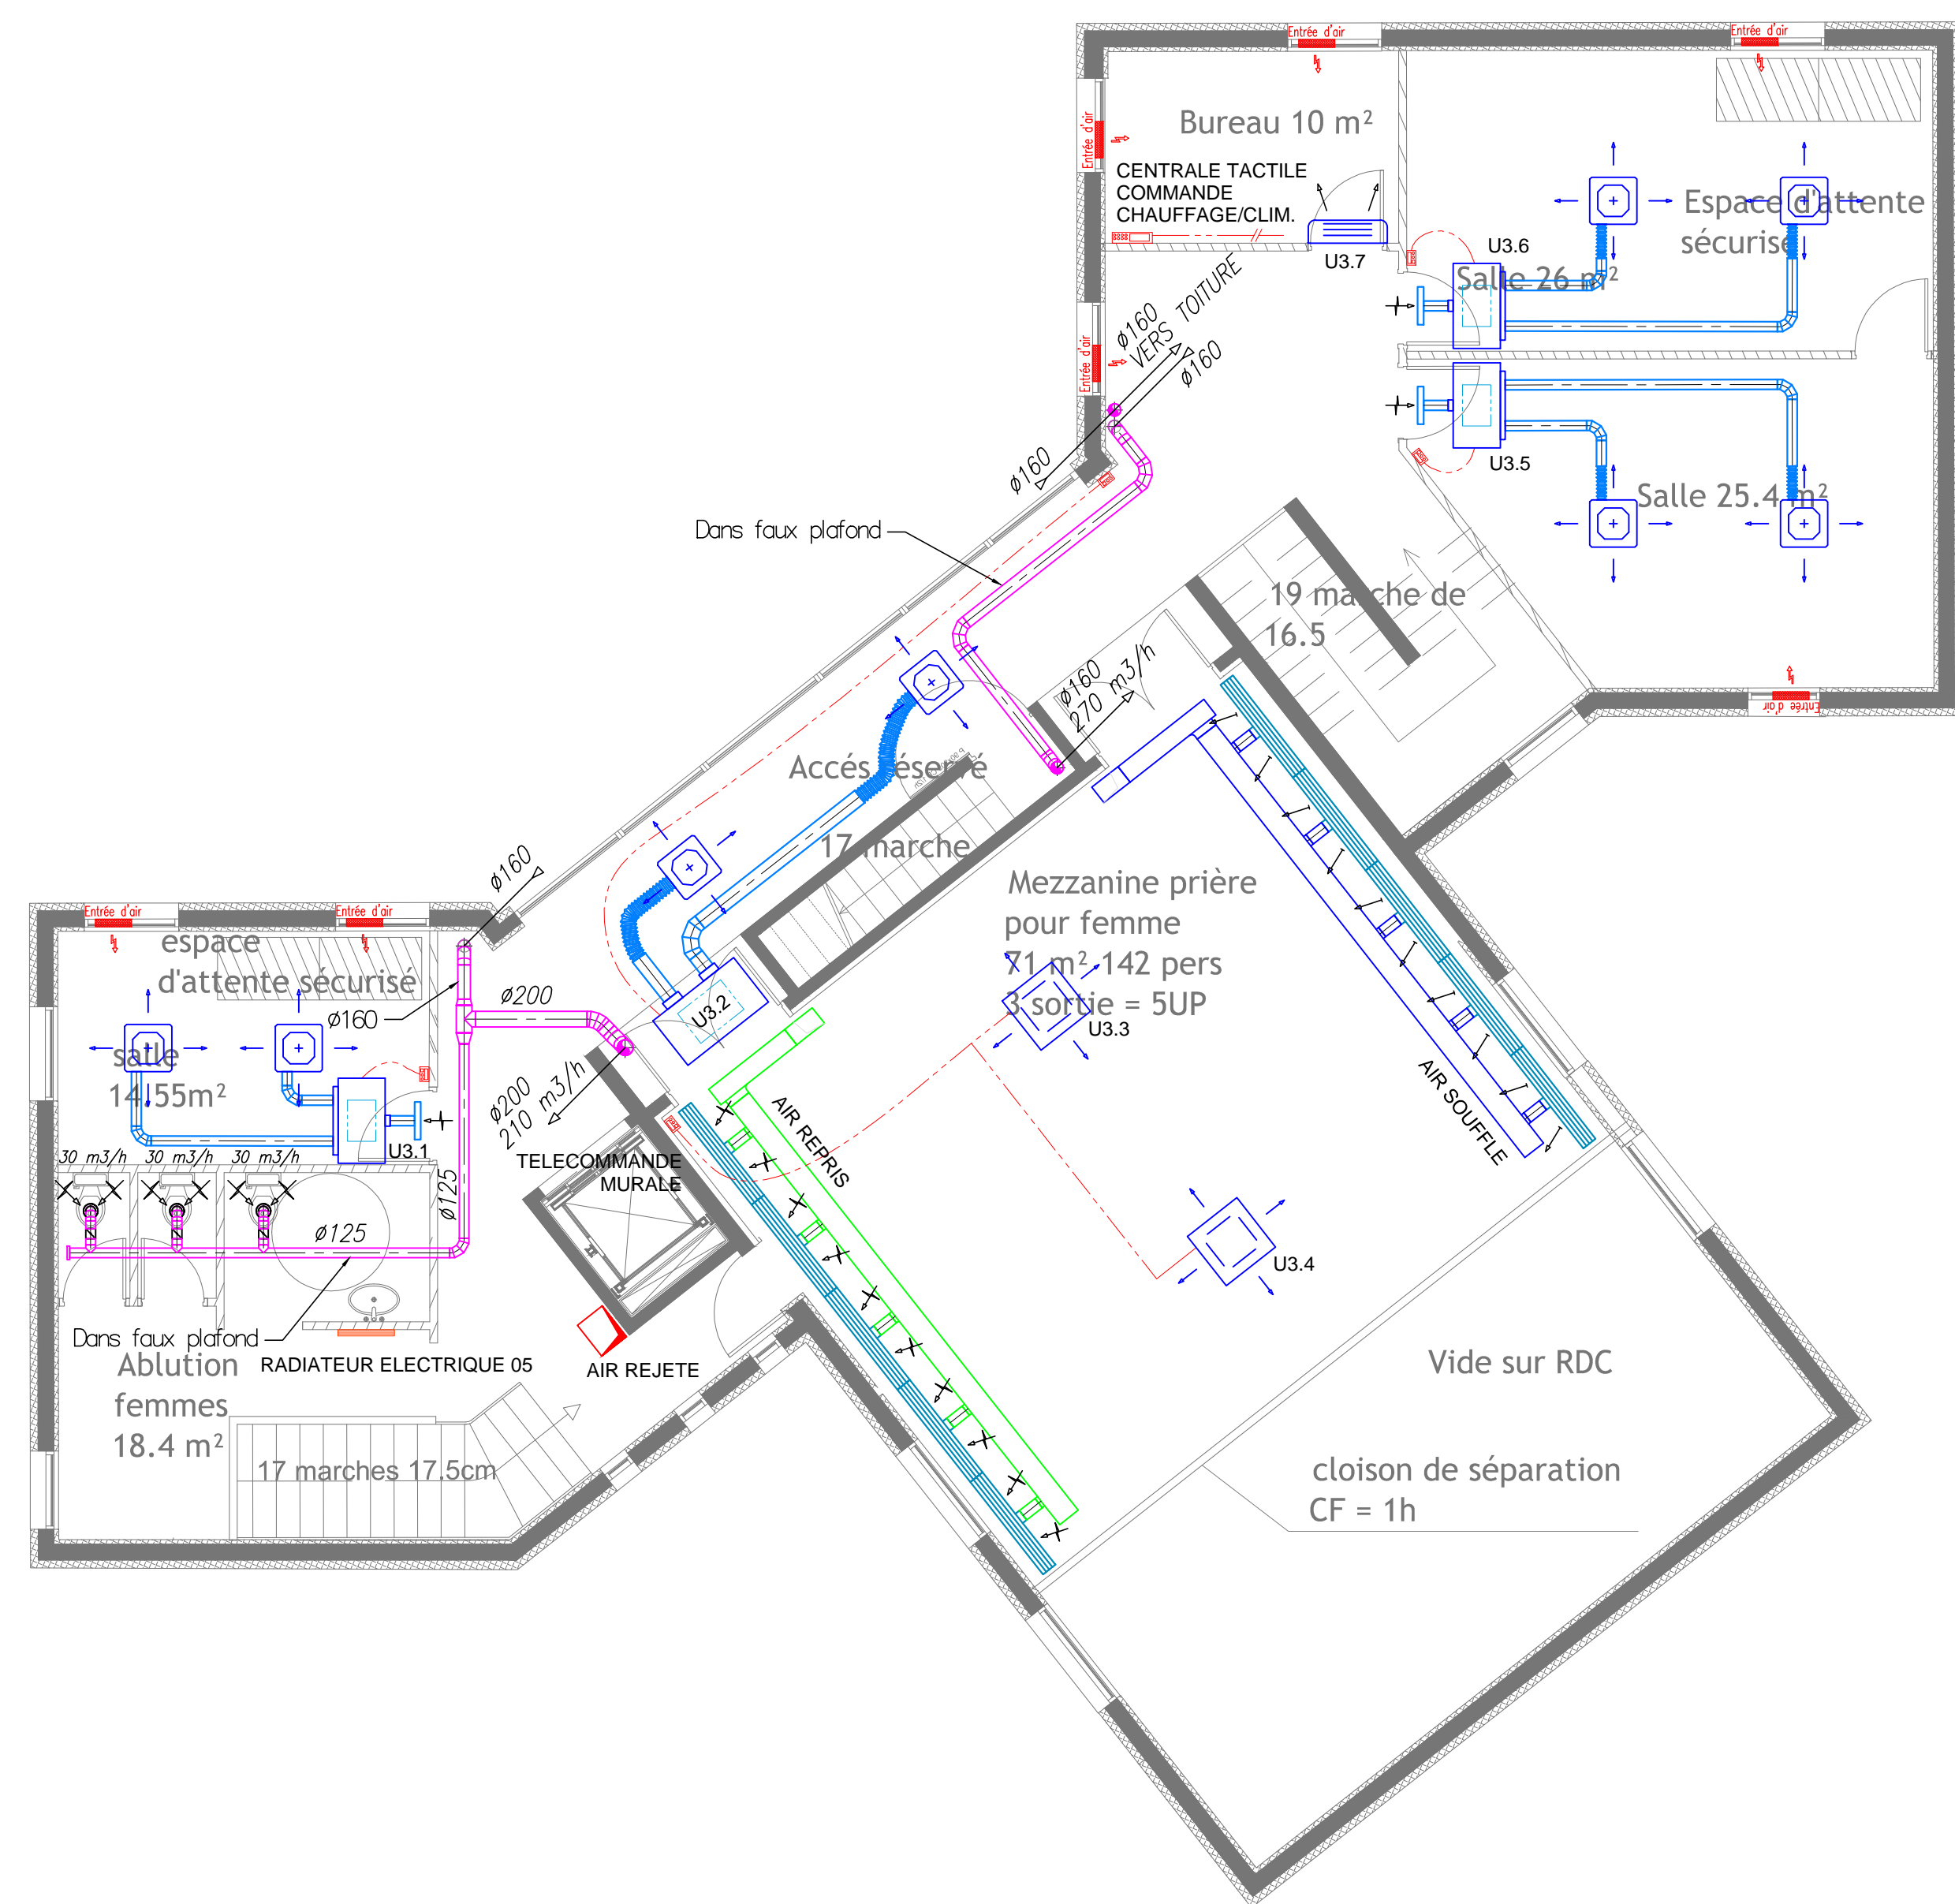 Entrée d'air
Entrée d'air
Entrée d'air
Bureau 10 m²
CENTRALE TACTILE
COMMANDE
CHAUFFAGE/CLIM.
U3.7
Espace d'attente
sécurisé
U3.6
Salle 26 m²
Entrée d'air
ø160
VERS TOITURE
ø160
ø160
U3.5
Salle 25.4 m²
Dans faux plafond
19 marche de
16.5
Entrée d'air
ø160
270 m3/h
Accés réservé
17 marche
ø160
Mezzanine prière
pour femme
71 m² 142 pers
3 sortie = 5UP
Entrée d'air
Entrée d'air
espace
d'attente sécurisé
ø160
ø200
U3.2
U3.3
salle
14.55m²
U3.1
ø200
210 m3/h
AIR REPRIS
AIR SOUFFLE
30 m3/h
30 m3/h
30 m3/h
ø125
TELECOMMANDE
MURALE
ø125
U3.4
Dans faux plafond
Ablution
femmes
18.4 m²
RADIATEUR ELECTRIQUE 05
AIR REJETE
Vide sur RDC
17 marches 17.5cm
cloison de séparation
CF = 1h